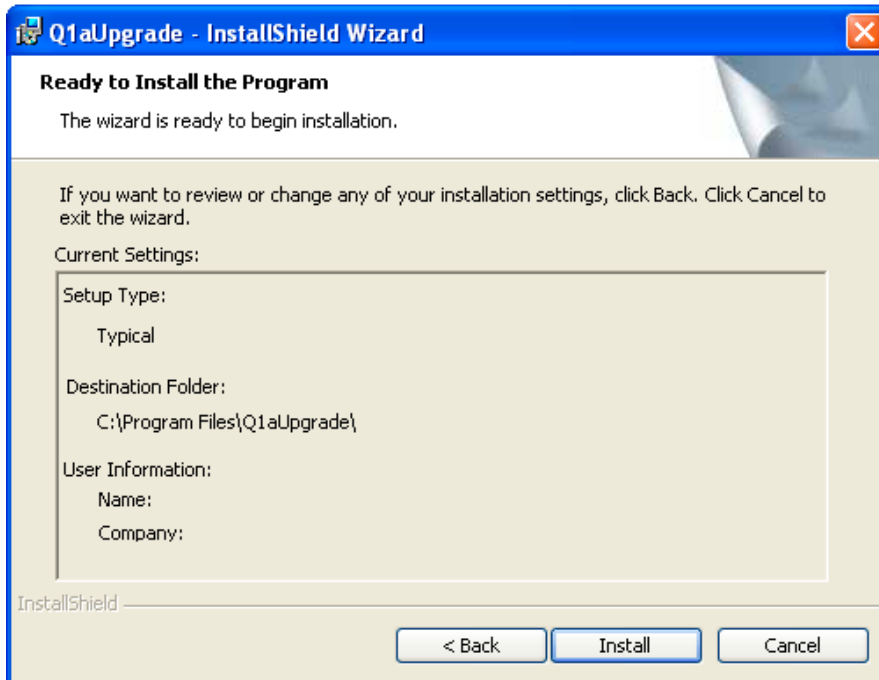 Q1aUpgrade - InstallShield Wizard
Ready to Install the Program
The wizard is ready to begin installation.
If you want to review or change any of your installation settings, click Back. Click Cancel to
exit the wizard.
Current Settings:
Setup Type:
Typical
Destination Folder:
C:\Program Files\Q1aUpgrade\
User Information:
Name:
Company:
InstallShield
< Back
Install
Cancel